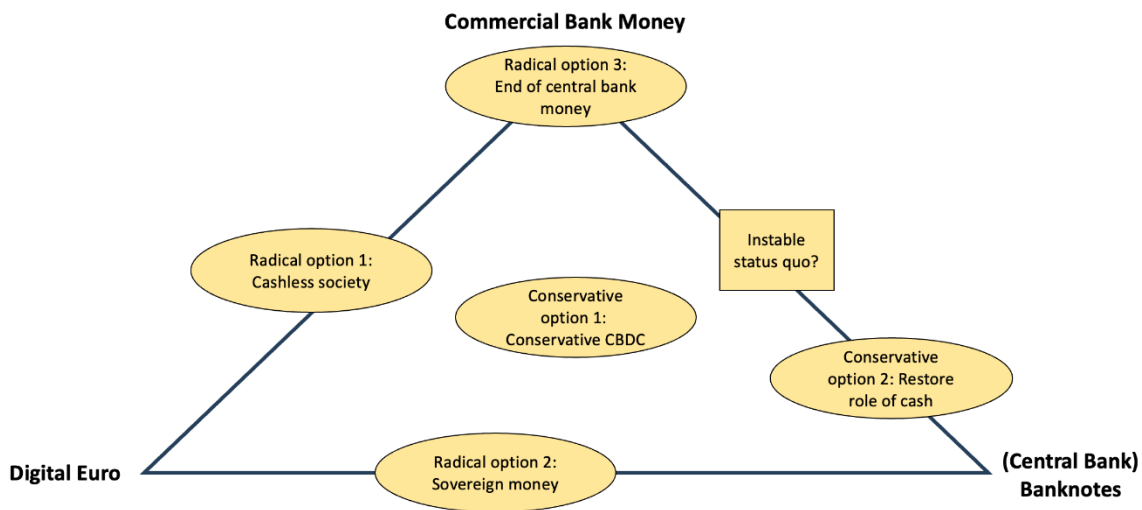 Commercial Bank Money
Radical option 3:
End of central bank
money
Instable
status quo?
Radical option 1:
Cashless society
Conservative
option 1:
Conservative CBDC
Conservative
option 2: Restore
role of cash
Digital Euro
Radical option 2:
Sovereign money
(Central Bank)
Banknotes